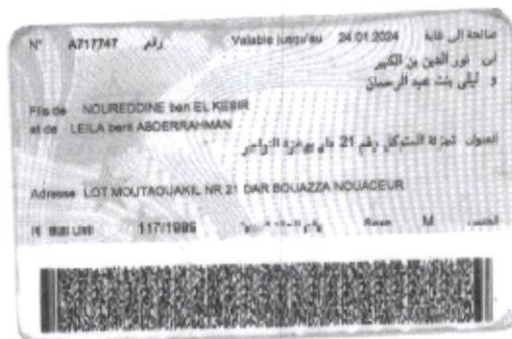 N° A717747 رقم Valable jusqu'au 24.01.2024 صالحة الى غاية
ابن نور الدين بن الكبير
و ليلى بنت عبد الرحمان
Fils de NOUREDDINE ben EL KEBIR
et de LEILA bent ABDERRAHMAN
العنوان تجزئة المتوكل رقم 21 دار بوعزة النواصر
Adresse LOT MOUTAOUAKIL NR 21 DAR BOUAZZA NOUACEUR
117/1986 Sexe M الجنس